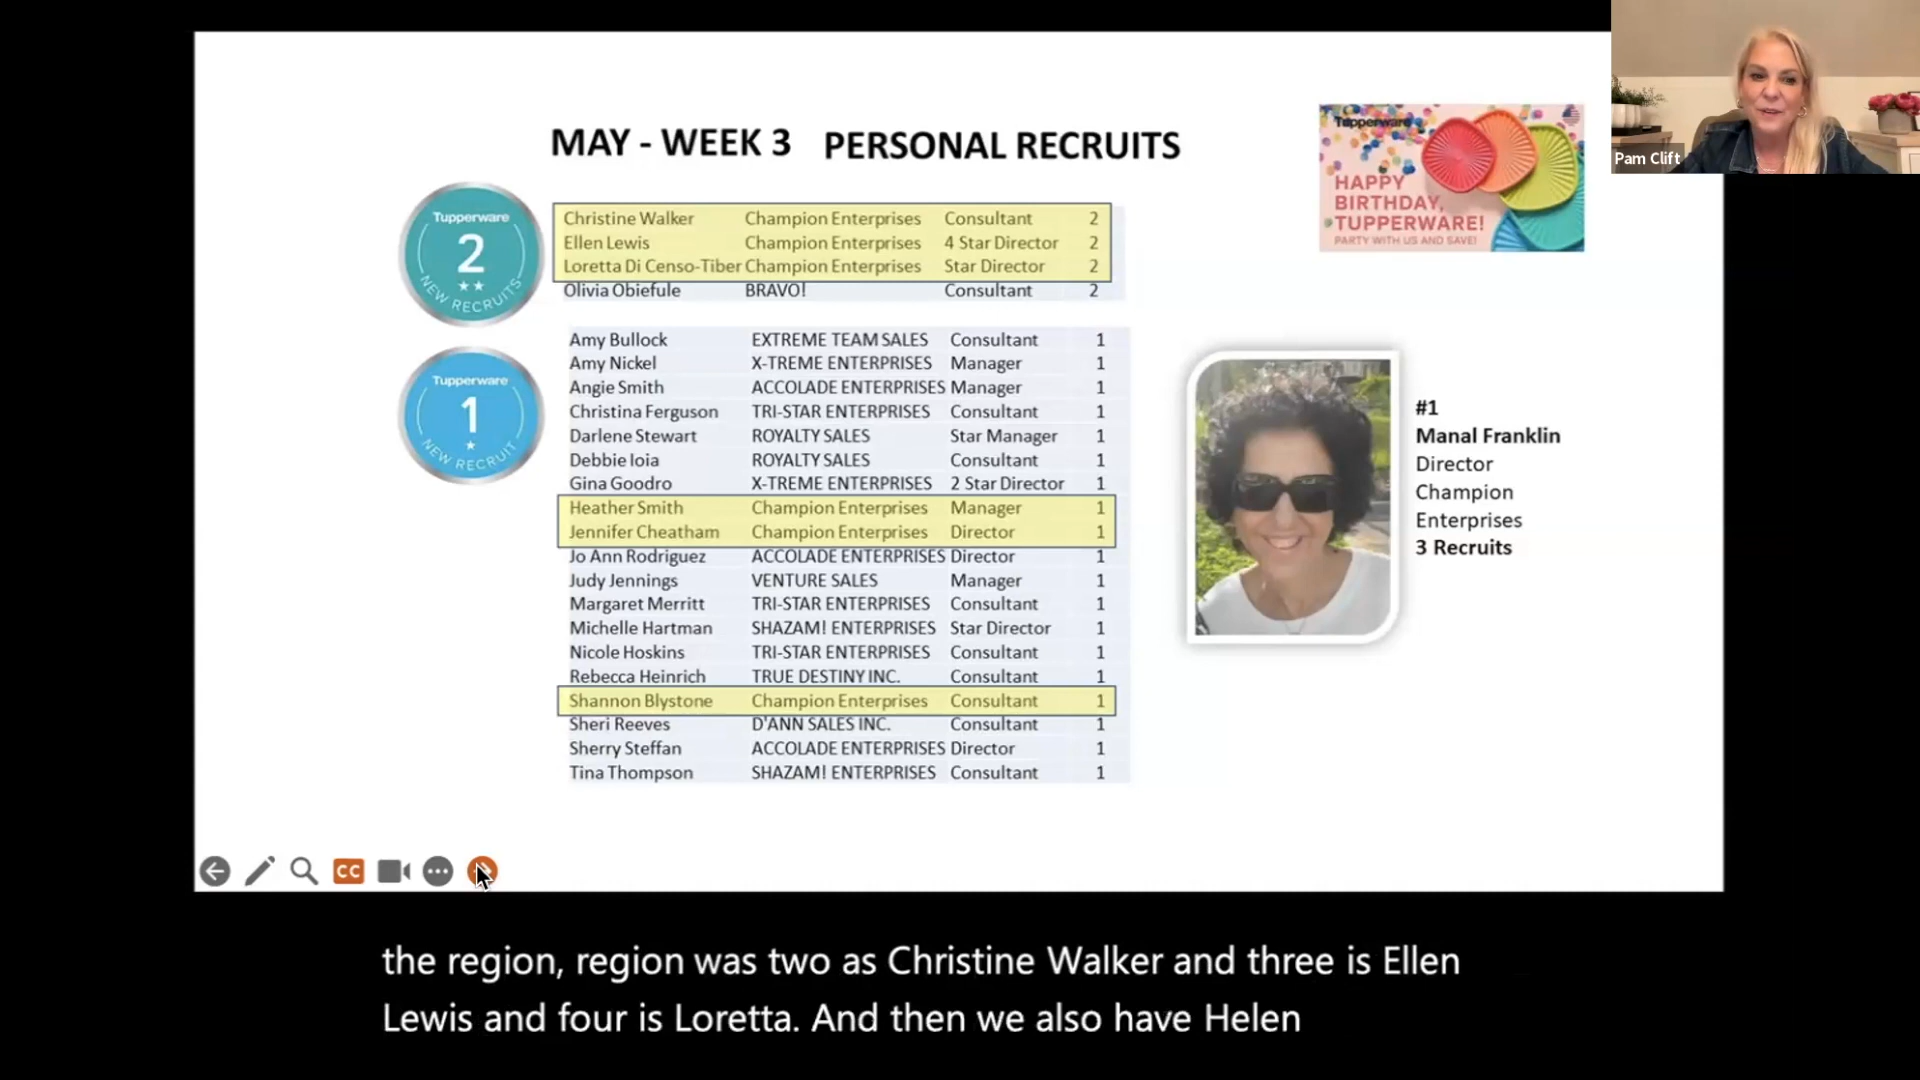 MAY - WEEK 3 PERSONAL RECRUITS
Tupperware
2
NEW RECRUITS
Christine Walker Champion Enterprises Consultant 2
Ellen Lewis Champion Enterprises 4 Star Director 2
Loretta Di Censo-Tiber Champion Enterprises Star Director 2
Olivia Obiefule BRAVO! Consultant 2
Tupperware
1
NEW RECRUIT
Amy Bullock EXTREME TEAM SALES Consultant 1
Amy Nickel X-TREME ENTERPRISES Manager 1
Angie Smith ACCOLADE ENTERPRISES Manager 1
Christina Ferguson TRI-STAR ENTERPRISES Consultant 1
Darlene Stewart ROYALTY SALES Star Manager 1
Debbie Ioia ROYALTY SALES Consultant 1
Gina Goodro X-TREME ENTERPRISES 2 Star Director 1
Heather Smith Champion Enterprises Manager 1
Jennifer Cheatham Champion Enterprises Director 1
Jo Ann Rodriguez ACCOLADE ENTERPRISES Director 1
Judy Jennings VENTURE SALES Manager 1
Margaret Merritt TRI-STAR ENTERPRISES Consultant 1
Michelle Hartman SHAZAM! ENTERPRISES Star Director 1
Nicole Hoskins TRI-STAR ENTERPRISES Consultant 1
Rebecca Heinrich TRUE DESTINY INC. Consultant 1
Shannon Blystone Champion Enterprises Consultant 1
Sheri Reeves D'ANN SALES INC. Consultant 1
Sherry Steffan ACCOLADE ENTERPRISES Director 1
Tina Thompson SHAZAM! ENTERPRISES Consultant 1
Tupperware
HAPPY
BIRTHDAY,
TUPPERWARE!
PARTY WITH US AND SAVE!
Pam Clift
#1
Manal Franklin
Director
Champion
Enterprises
3 Recruits
CC
the region, region was two as Christine Walker and three is Ellen
Lewis and four is Loretta. And then we also have Helen